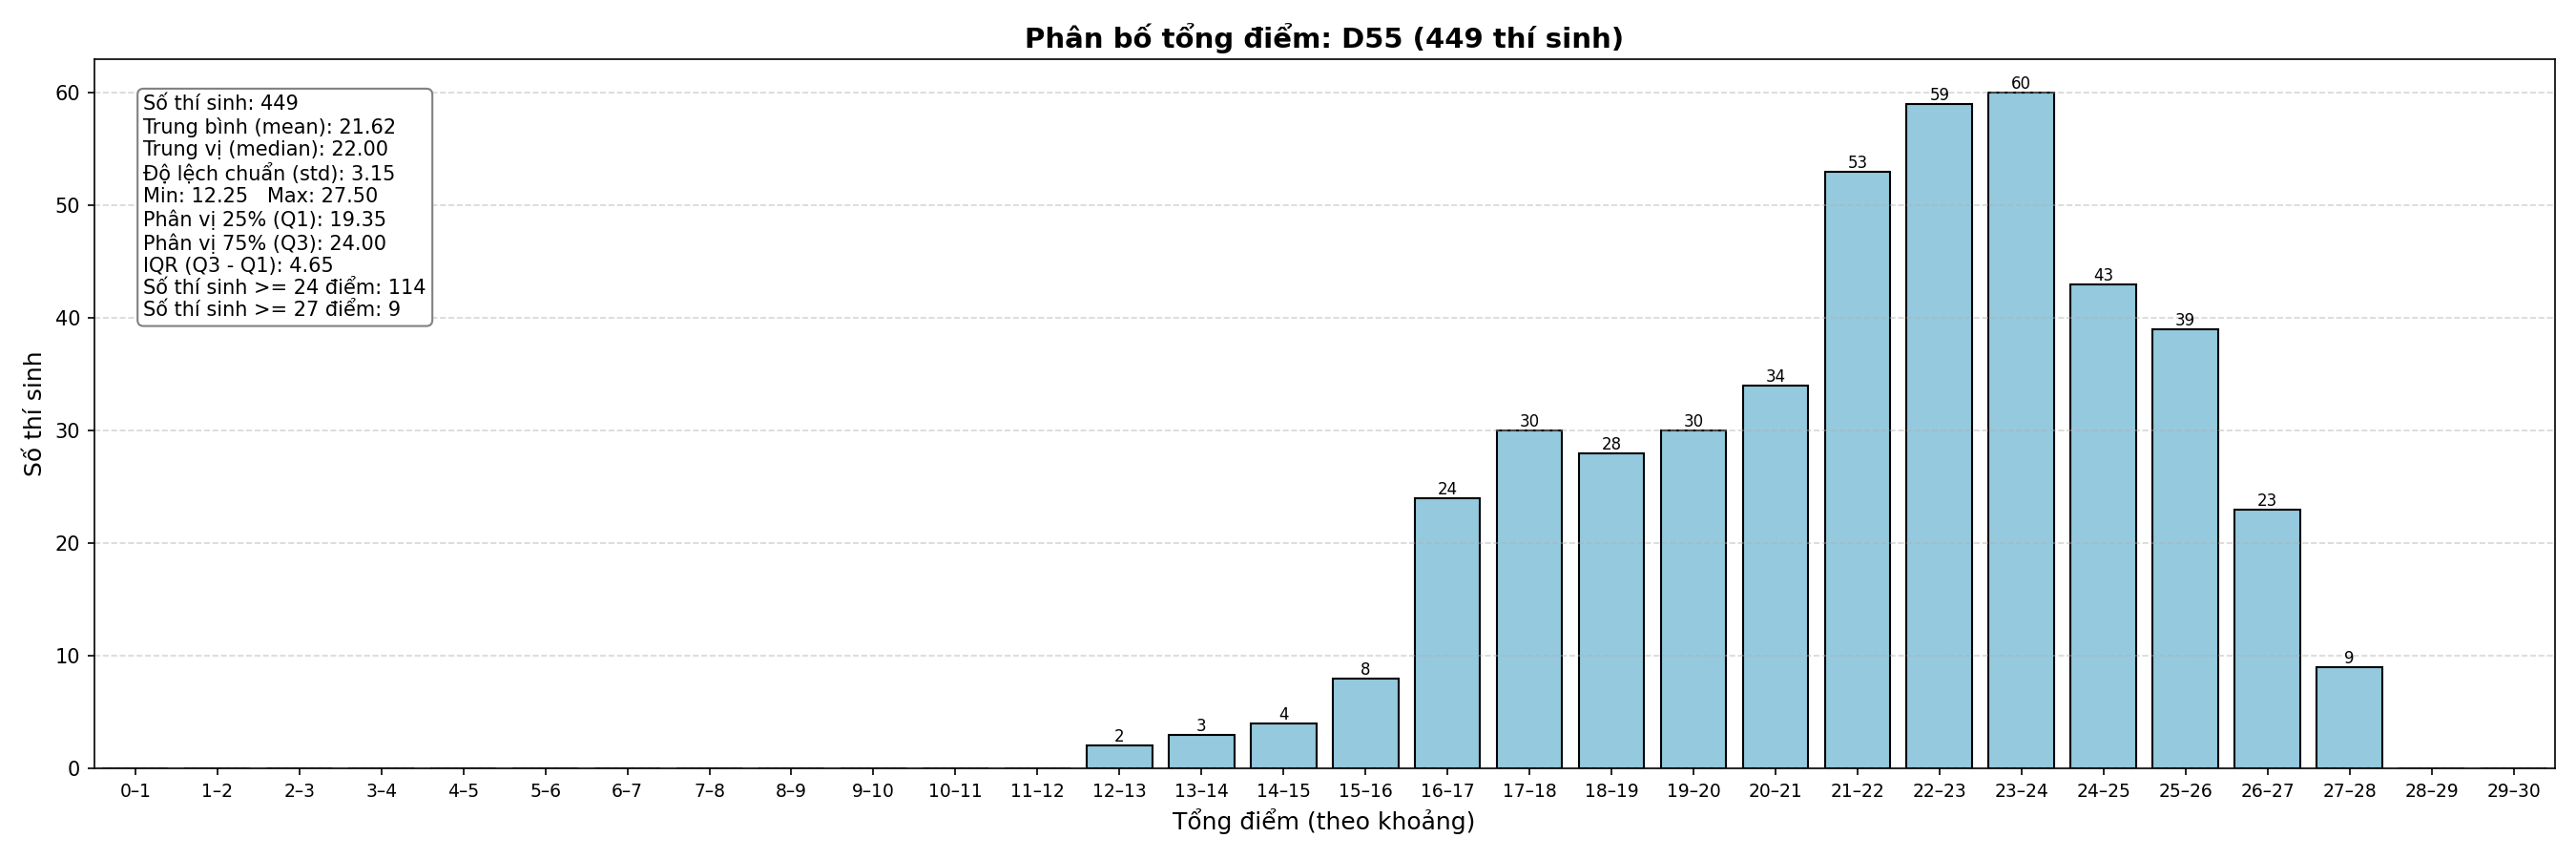 Phân bố tổng điểm: D55 (449 thí sinh)
Số thí sinh: 449
Trung bình (mean): 21.62
Trung vị (median): 22.00
Độ lệch chuẩn (std): 3.15
Min: 12.25   Max: 27.50
Phân vị 25% (Q1): 19.35
Phân vị 75% (Q3): 24.00
IQR (Q3 - Q1): 4.65
Số thí sinh >= 24 điểm: 114
Số thí sinh >= 27 điểm: 9
Số thí sinh
60
50
40
30
20
10
0
2
3
4
8
24
30
28
30
34
53
59
60
43
39
23
9
0–1 1–2 2–3 3–4 4–5 5–6 6–7 7–8 8–9 9–10 10–11 11–12 12–13 13–14 14–15 15–16 16–17 17–18 18–19 19–20 20–21 21–22 22–23 23–24 24–25 25–26 26–27 27–28 28–29 29–30
Tổng điểm (theo khoảng)